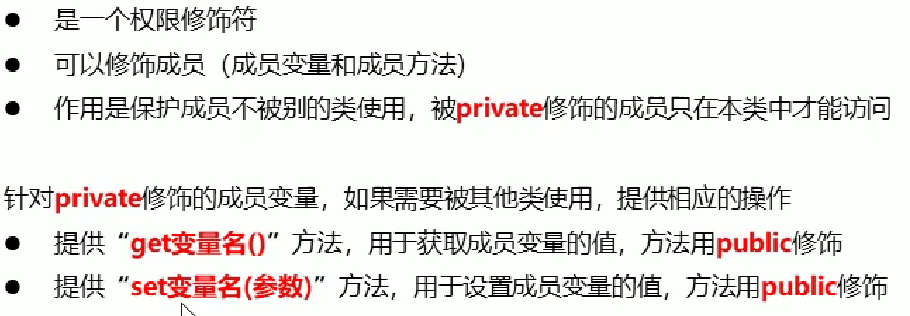 ● 是一个权限修饰符
● 可以修饰成员（成员变量和成员方法）
● 作用是保护成员不被别的类使用，被private修饰的成员只在本类中才能访问
针对private修饰的成员变量，如果需要被其他类使用，提供相应的操作
● 提供“get变量名()”方法，用于获取成员变量的值，方法用public修饰
● 提供“set变量名(参数)”方法，用于设置成员变量的值，方法用public修饰